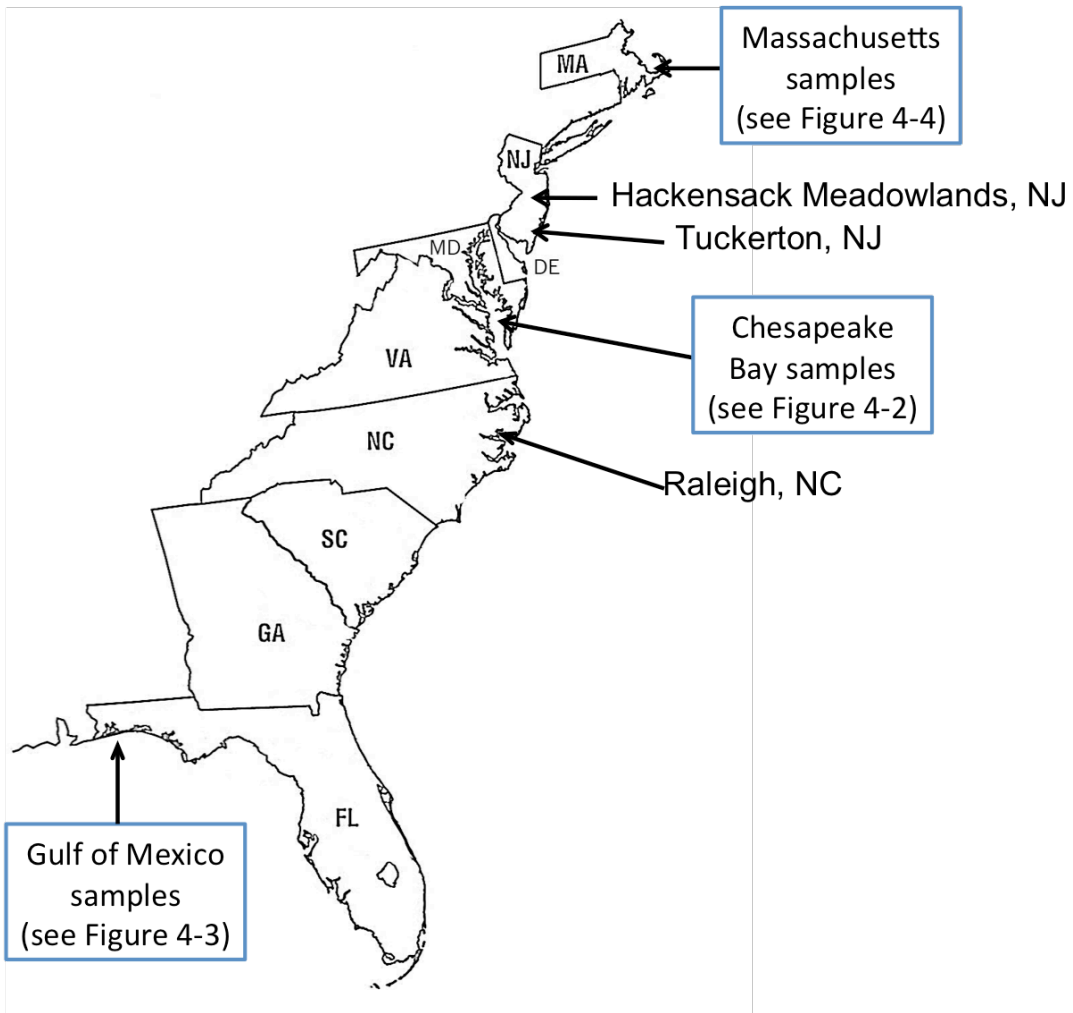 MA
Massachusetts
samples
(see Figure 4-4)
NJ
Hackensack Meadowlands, NJ
Tuckerton, NJ
MD
DE
Chesapeake
Bay samples
(see Figure 4-2)
VA
NC
Raleigh, NC
SC
GA
FL
Gulf of Mexico
samples
(see Figure 4-3)